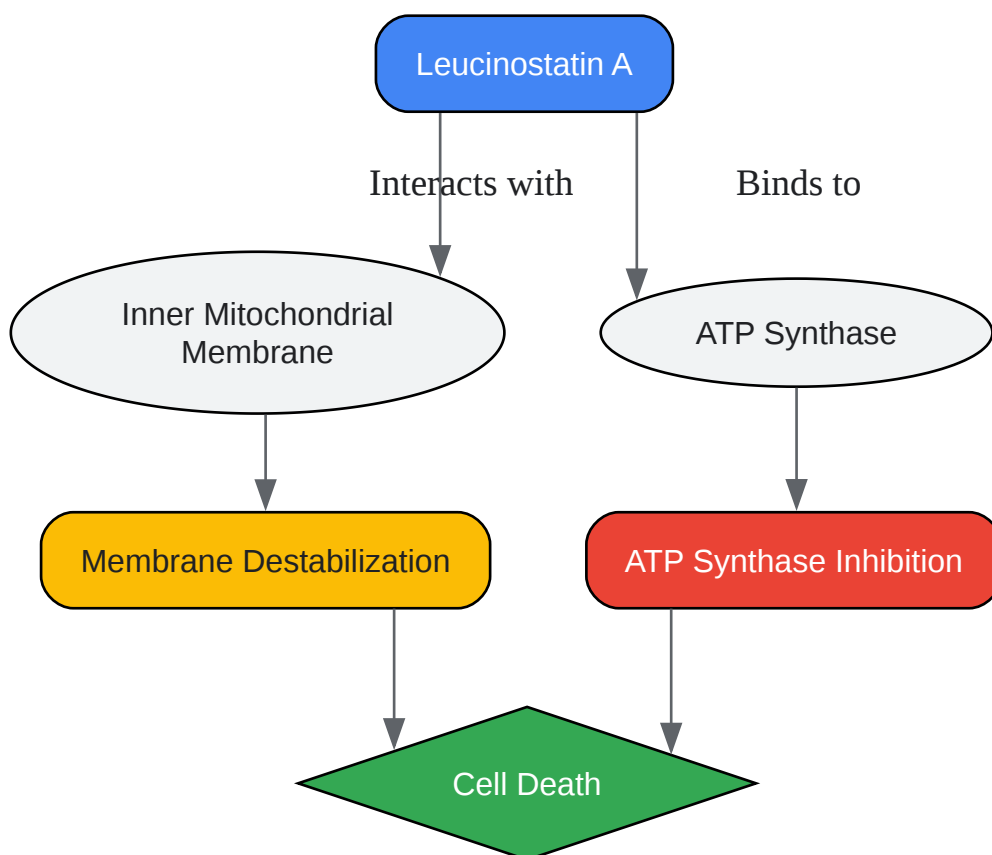 Leucinostatin A
Interacts with
Binds to
Inner Mitochondrial
Membrane
ATP Synthase
Membrane Destabilization
ATP Synthase Inhibition
Cell Death